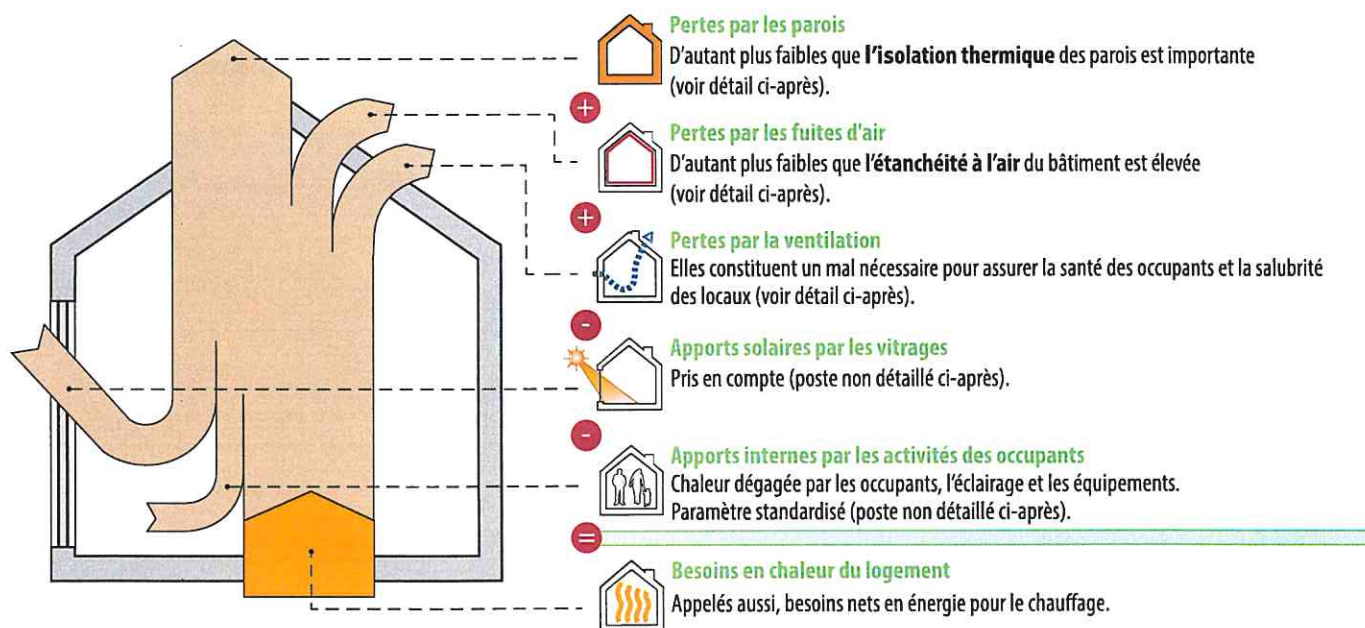 Pertes par les parois
D'autant plus faibles que l'isolation thermique des parois est importante
(voir détail ci-après).
+
Pertes par les fuites d'air
D'autant plus faibles que l'étanchéité à l'air du bâtiment est élevée
(voir détail ci-après).
+
Pertes par la ventilation
Elles constituent un mal nécessaire pour assurer la santé des occupants et la salubrité
des locaux (voir détail ci-après).
-
Apports solaires par les vitrages
Pris en compte (poste non détaillé ci-après).
-
Apports internes par les activités des occupants
Chaleur dégagée par les occupants, l'éclairage et les équipements.
Paramètre standardisé (poste non détaillé ci-après).
=
Besoins en chaleur du logement
Appelés aussi, besoins nets en énergie pour le chauffage.